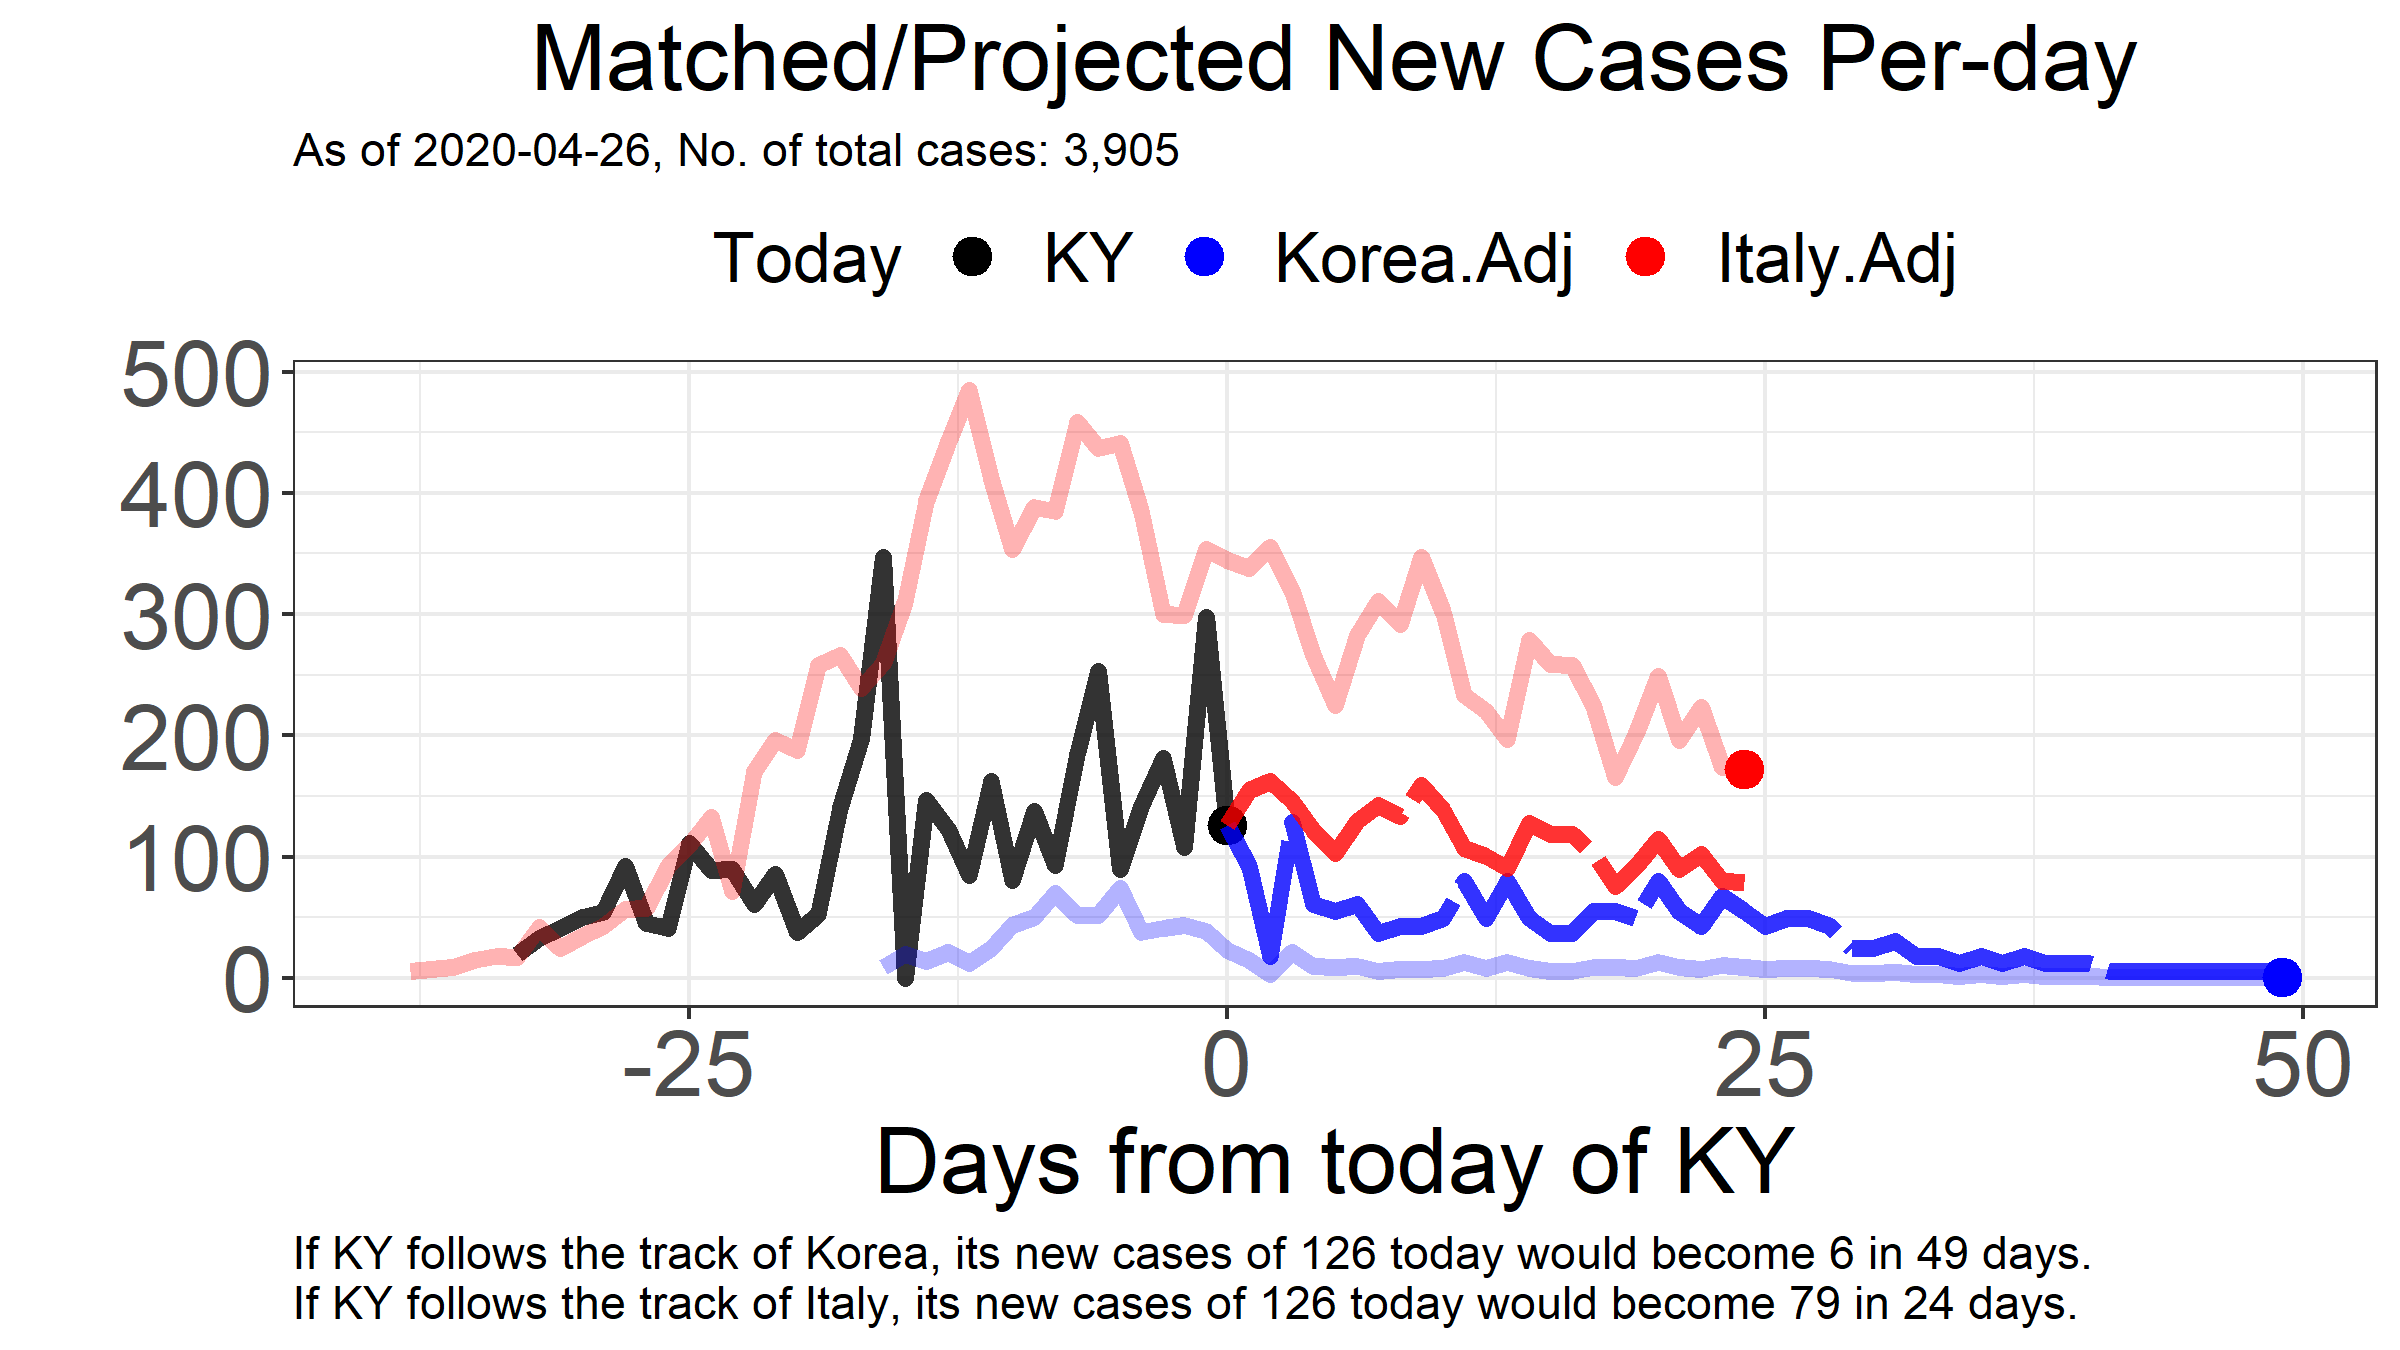 Matched/Projected New Cases Per-day
As of 2020-04-26, No. of total cases: 3,905
Today KY Korea.Adj Italy.Adj
500
400
300
200
100
0
-25 0 25 50
Days from today of KY
If KY follows the track of Korea, its new cases of 126 today would become 6 in 49 days.
If KY follows the track of Italy, its new cases of 126 today would become 79 in 24 days.